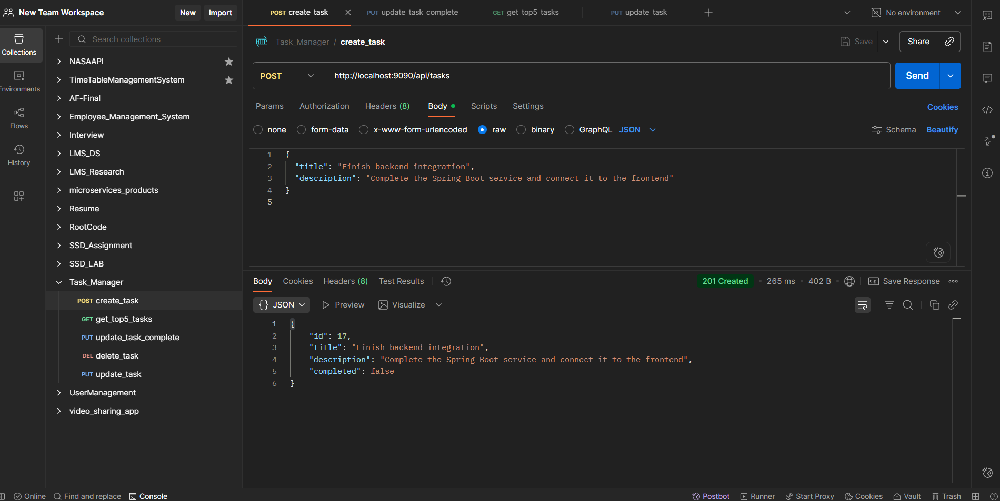 New Team Workspace New Import
POST create_task PUT update_task_complete GET get_top5_tasks PUT update_task No environment
Collections
Environments
Flows
History
Search collections
NASAAPI
TimeTableManagementSystem
AF-Final
Employee_Management_System
Interview
LMS_DS
LMS_Research
microservices_products
Resume
RootCode
SSD_Assignment
SSD_LAB
Task_Manager
POST create_task
GET get_top5_tasks
PUT update_task_complete
DEL delete_task
PUT update_task
UserManagement
video_sharing_app
HTTP Task_Manager / create_task Save Share
POST http://localhost:9090/api/tasks Send
Params Authorization Headers (8) Body Scripts Settings Cookies
none form-data x-www-form-urlencoded raw binary GraphQL JSON Schema Beautify
1 {
2 "title": "Finish backend integration",
3 "description": "Complete the Spring Boot service and connect it to the frontend"
4 }
5
Body Cookies Headers (8) Test Results 201 Created 265 ms 402 B e.g. Save Response
{} JSON Preview Visualize
1 {
2 "id": 17,
3 "title": "Finish backend integration",
4 "description": "Complete the Spring Boot service and connect it to the frontend",
5 "completed": false
6 }
Online Find and replace Console Postbot Runner Start Proxy Cookies Vault Trash